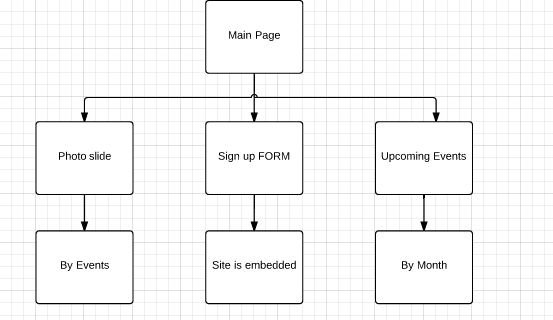 Main Page
Photo slide
Sign up FORM
Upcoming Events
By Events
Site is embedded
By Month